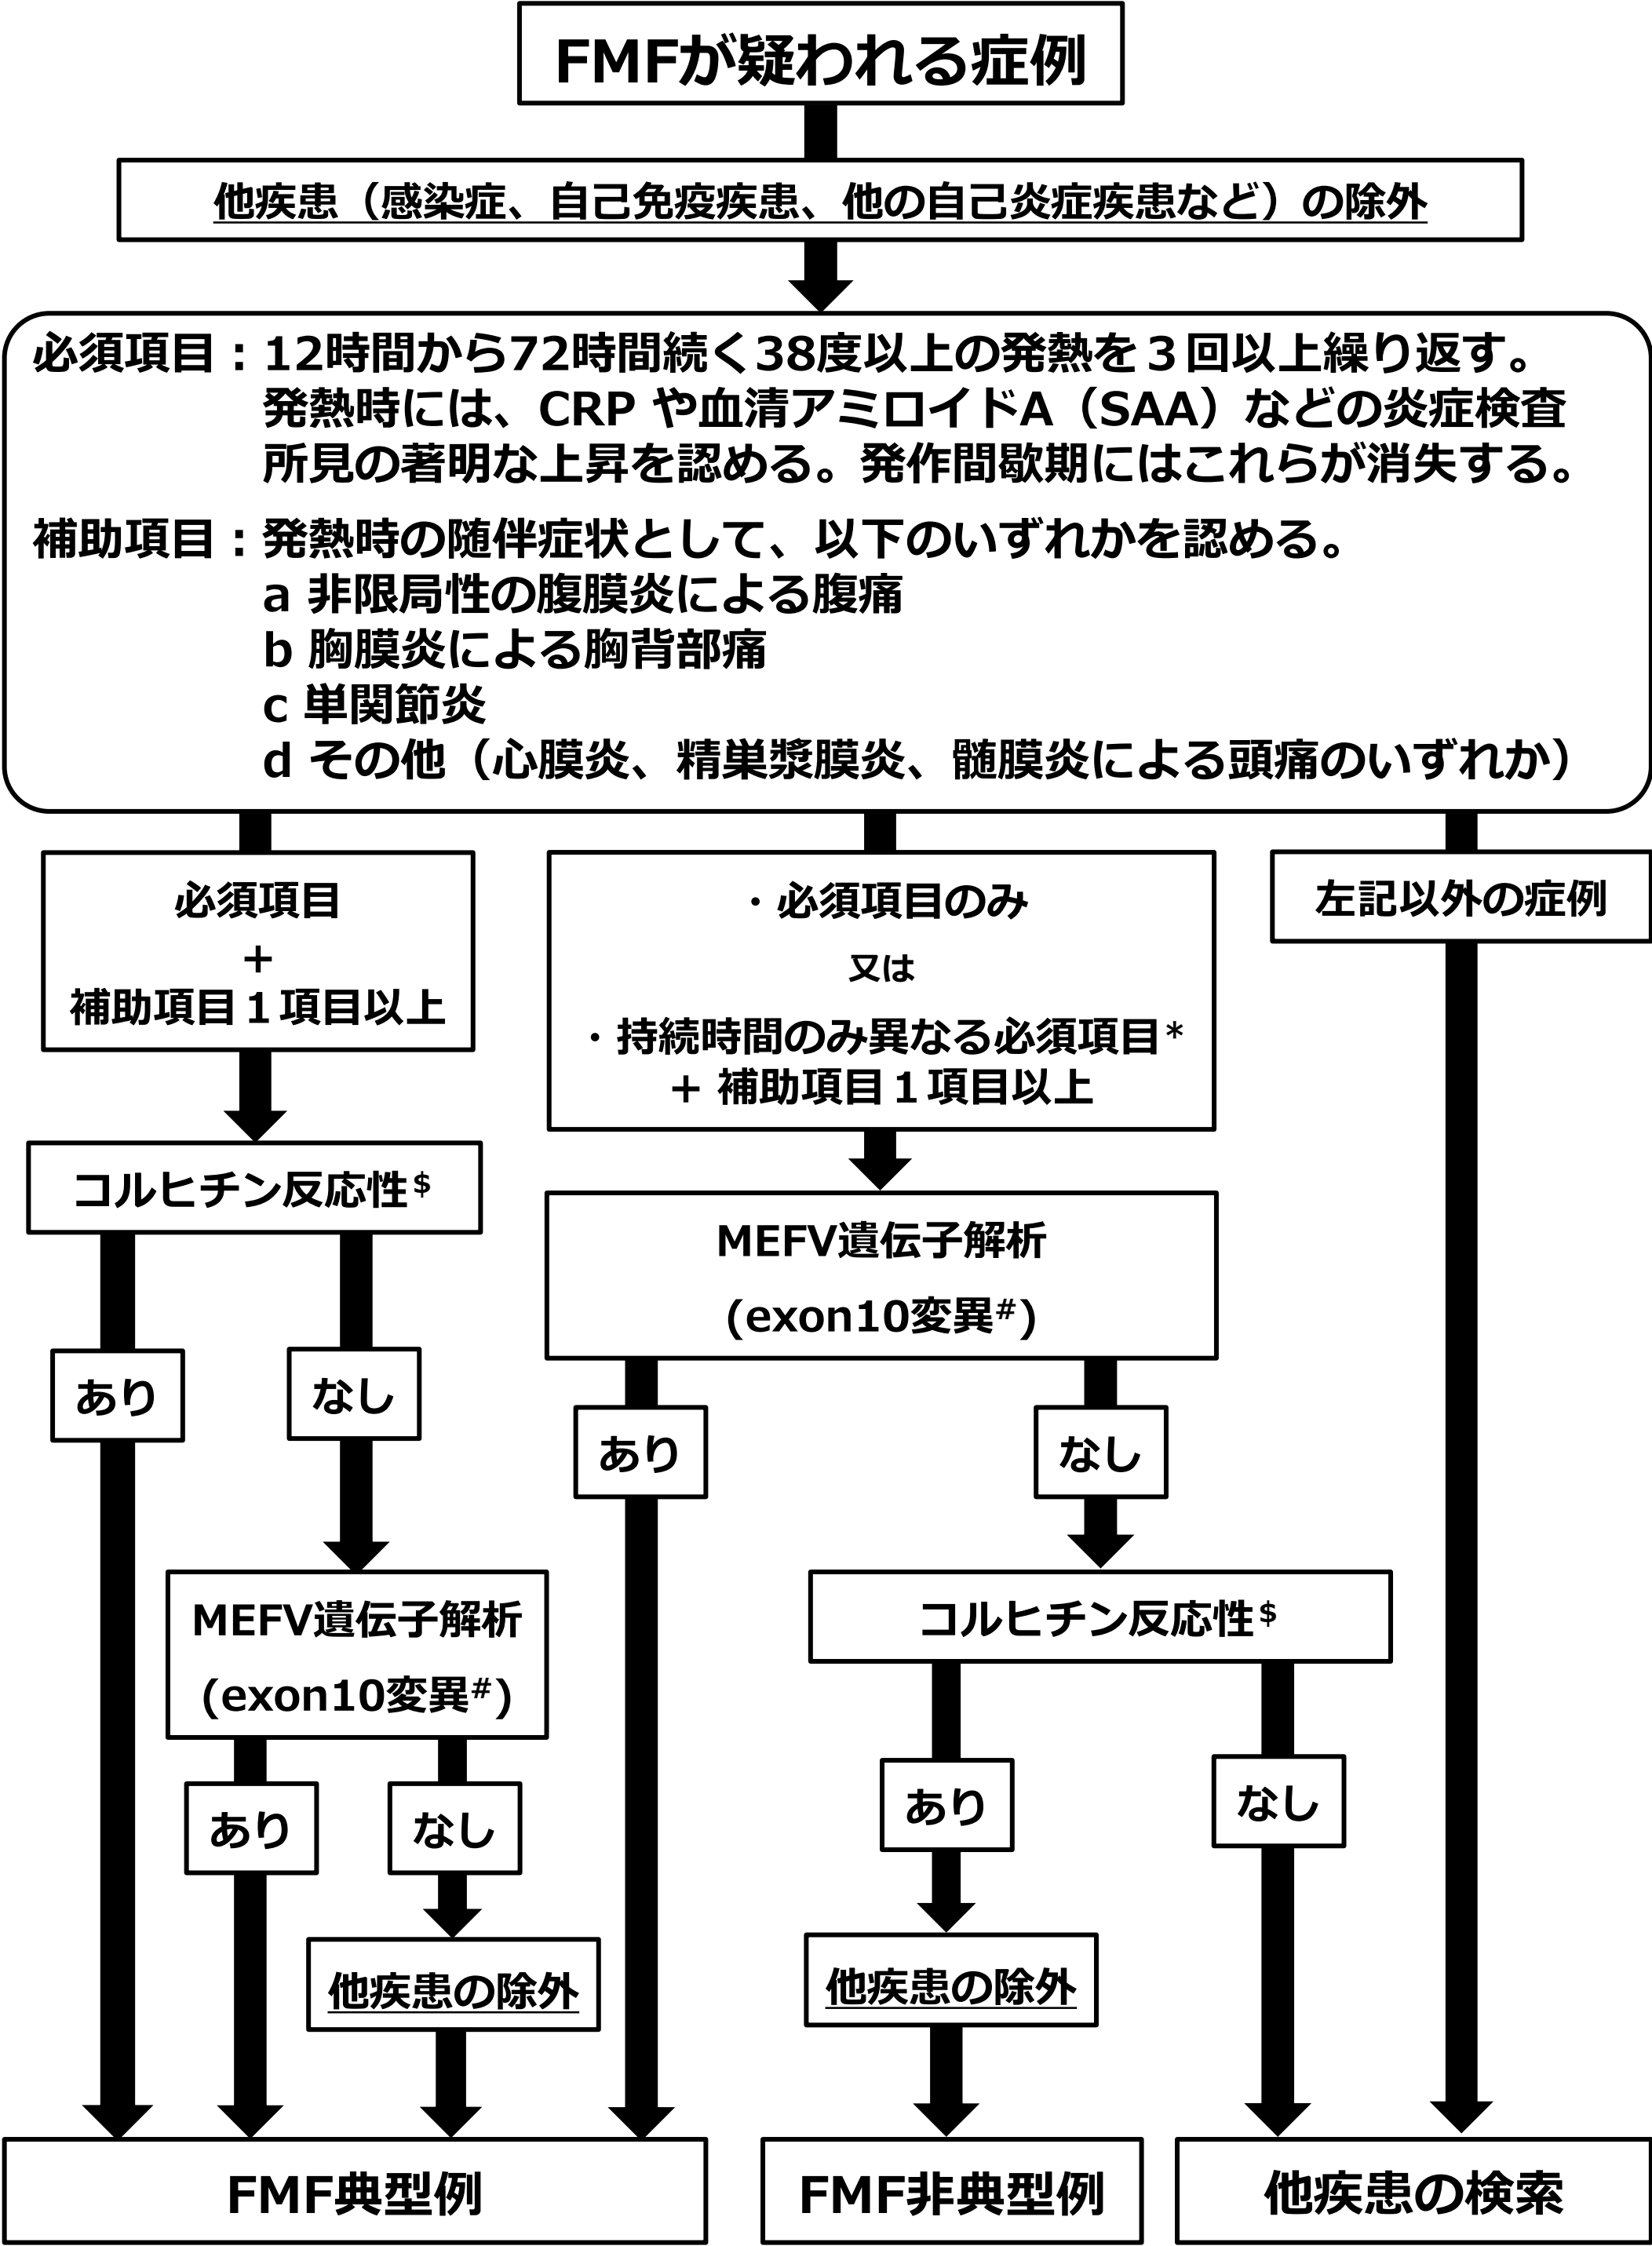 FMFが疑われる症例
他疾患（感染症、自己免疫疾患、他の自己炎症疾患など）の除外
必須項目：12時間から72時間続く38度以上の発熱を３回以上繰り返す。
発熱時には、CRP や血清アミロイドA（SAA）などの炎症検査
所見の著明な上昇を認める。発作間歇期にはこれらが消失する。
補助項目：発熱時の随伴症状として、以下のいずれかを認める。
a 非限局性の腹膜炎による腹痛
b 胸膜炎による胸背部痛
c 単関節炎
d その他（心膜炎、精巣漿膜炎、髄膜炎による頭痛のいずれか）
必須項目
+
補助項目１項目以上
・必須項目のみ
又は
・持続時間のみ異なる必須項目*
+ 補助項目１項目以上
左記以外の症例
コルヒチン反応性$
MEFV遺伝子解析
(exon10変異#)
あり
なし
あり
なし
MEFV遺伝子解析
(exon10変異#)
コルヒチン反応性$
あり
なし
あり
なし
他疾患の除外
他疾患の除外
FMF典型例
FMF非典型例
他疾患の検索